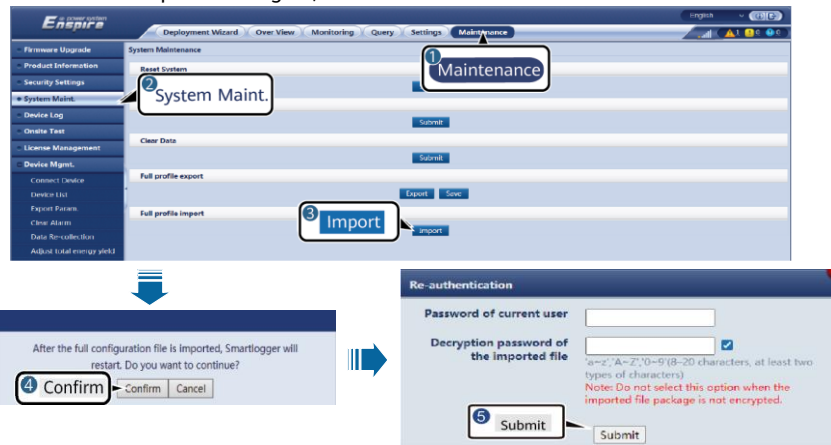 Enspire
English
Deployment Wizard Over View Monitoring Query Settings Maintenance
1
Firmware Upgrade
System Maintenance
Product Information
Reset System
1 Maintenance
Security Settings
2 System Maint.
System Maint.
Device Log
Submit
Onsite Test
Clear Data
License Management
Submit
Device Mgmt.
Full profile export
Connect Device
Export Save
Device List
Export Param.
Full profile import
3 Import
Import
Clear Alarm
Data Re-collection
Adjust total energy yield
After the full configuration file is imported, Smartlogger will
restart. Do you want to continue?
4 Confirm
Confirm Cancel
Re-authentication
Password of current user
Decryption password of
the imported file
'a~z','A~Z','0~9'(8–20 characters, at least two
types of characters)
Note: Do not select this option when the
imported file package is not encrypted.
5 Submit
Submit